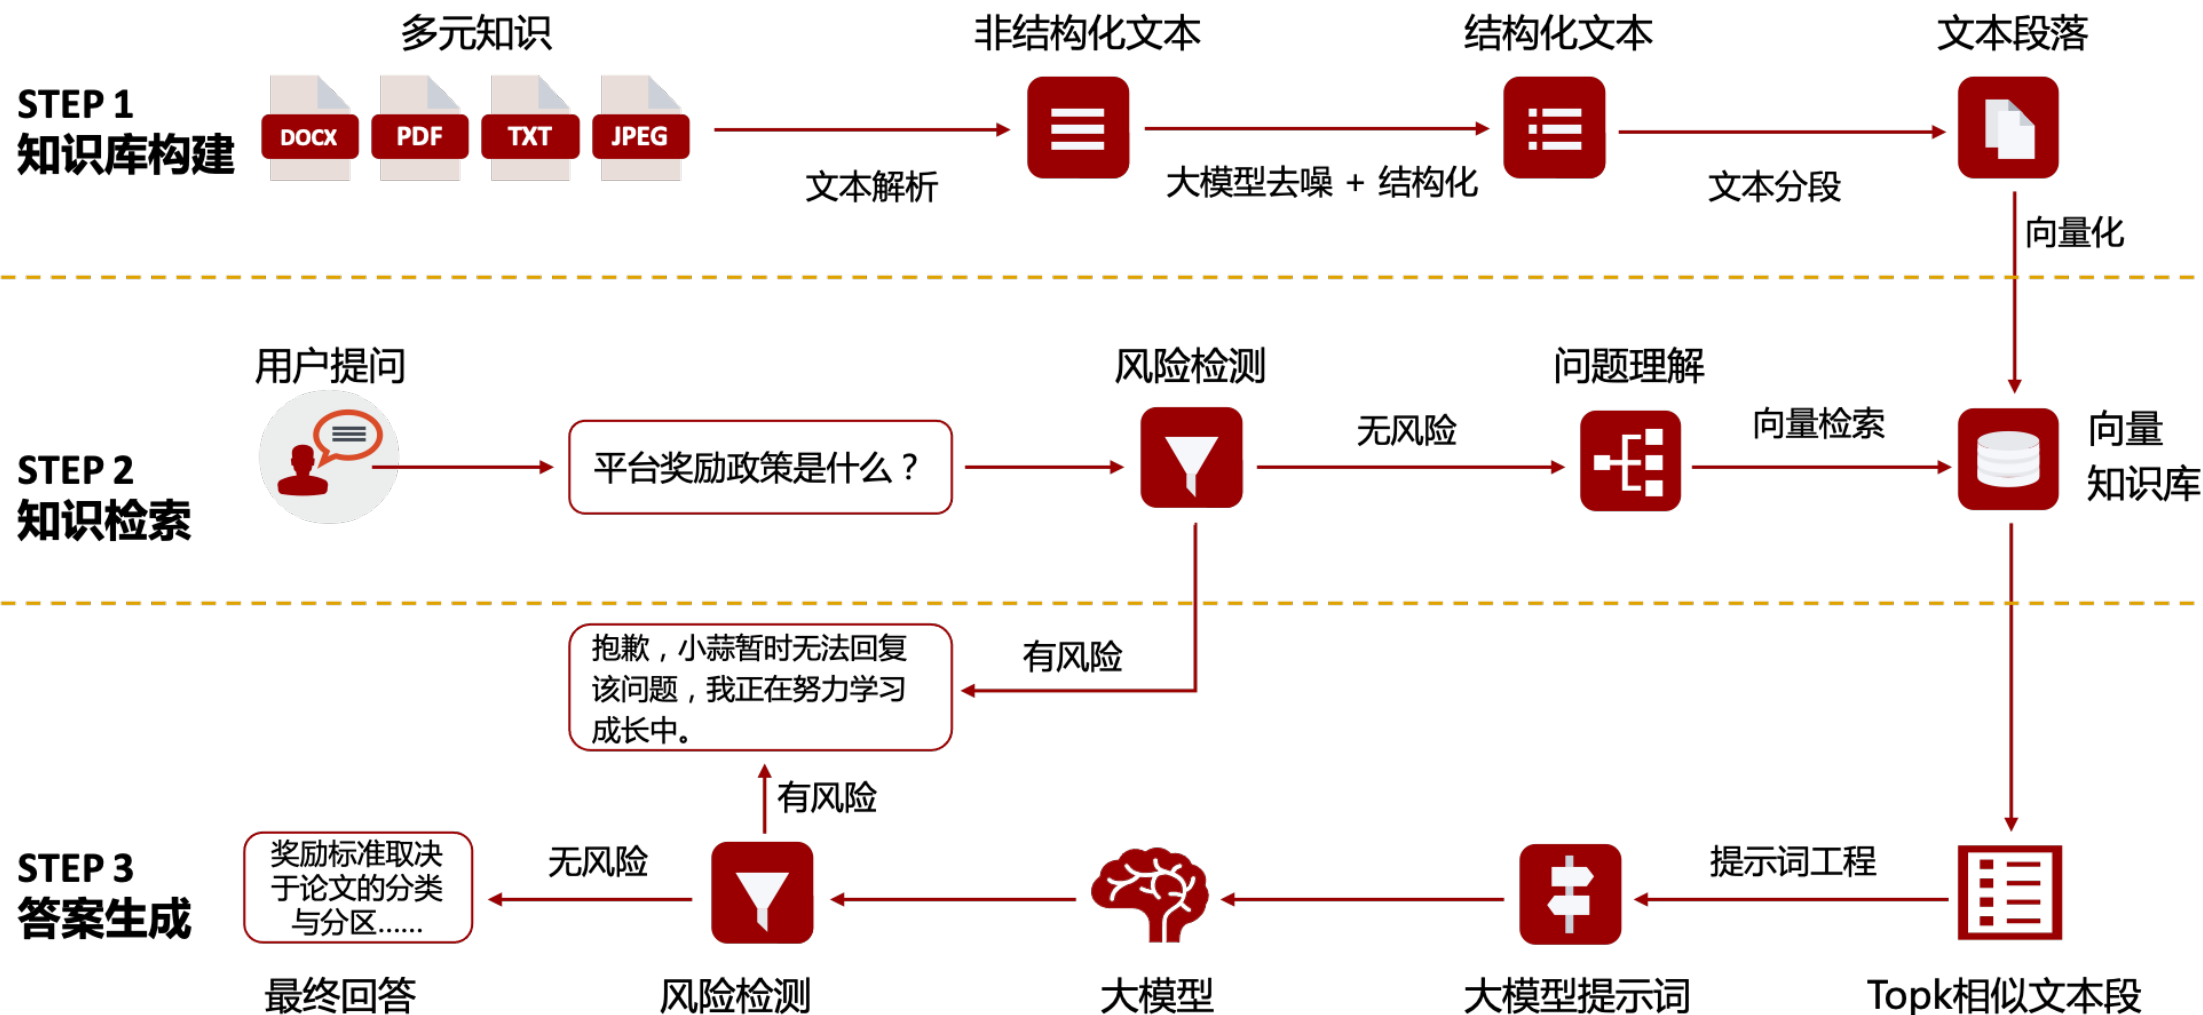 多元知识
非结构化文本
结构化文本
文本段落
STEP 1
知识库构建
DOCX
PDF
TXT
JPEG
文本解析
大模型去噪 + 结构化
文本分段
向量化
用户提问
风险检测
问题理解
STEP 2
知识检索
平台奖励政策是什么？
无风险
向量检索
向量
知识库
抱歉，小蒜暂时无法回复
该问题，我正在努力学习
成长中。
有风险
有风险
STEP 3
答案生成
奖励标准取决
于论文的分类
与分区......
无风险
提示词工程
最终回答
风险检测
大模型
大模型提示词
Topk相似文本段